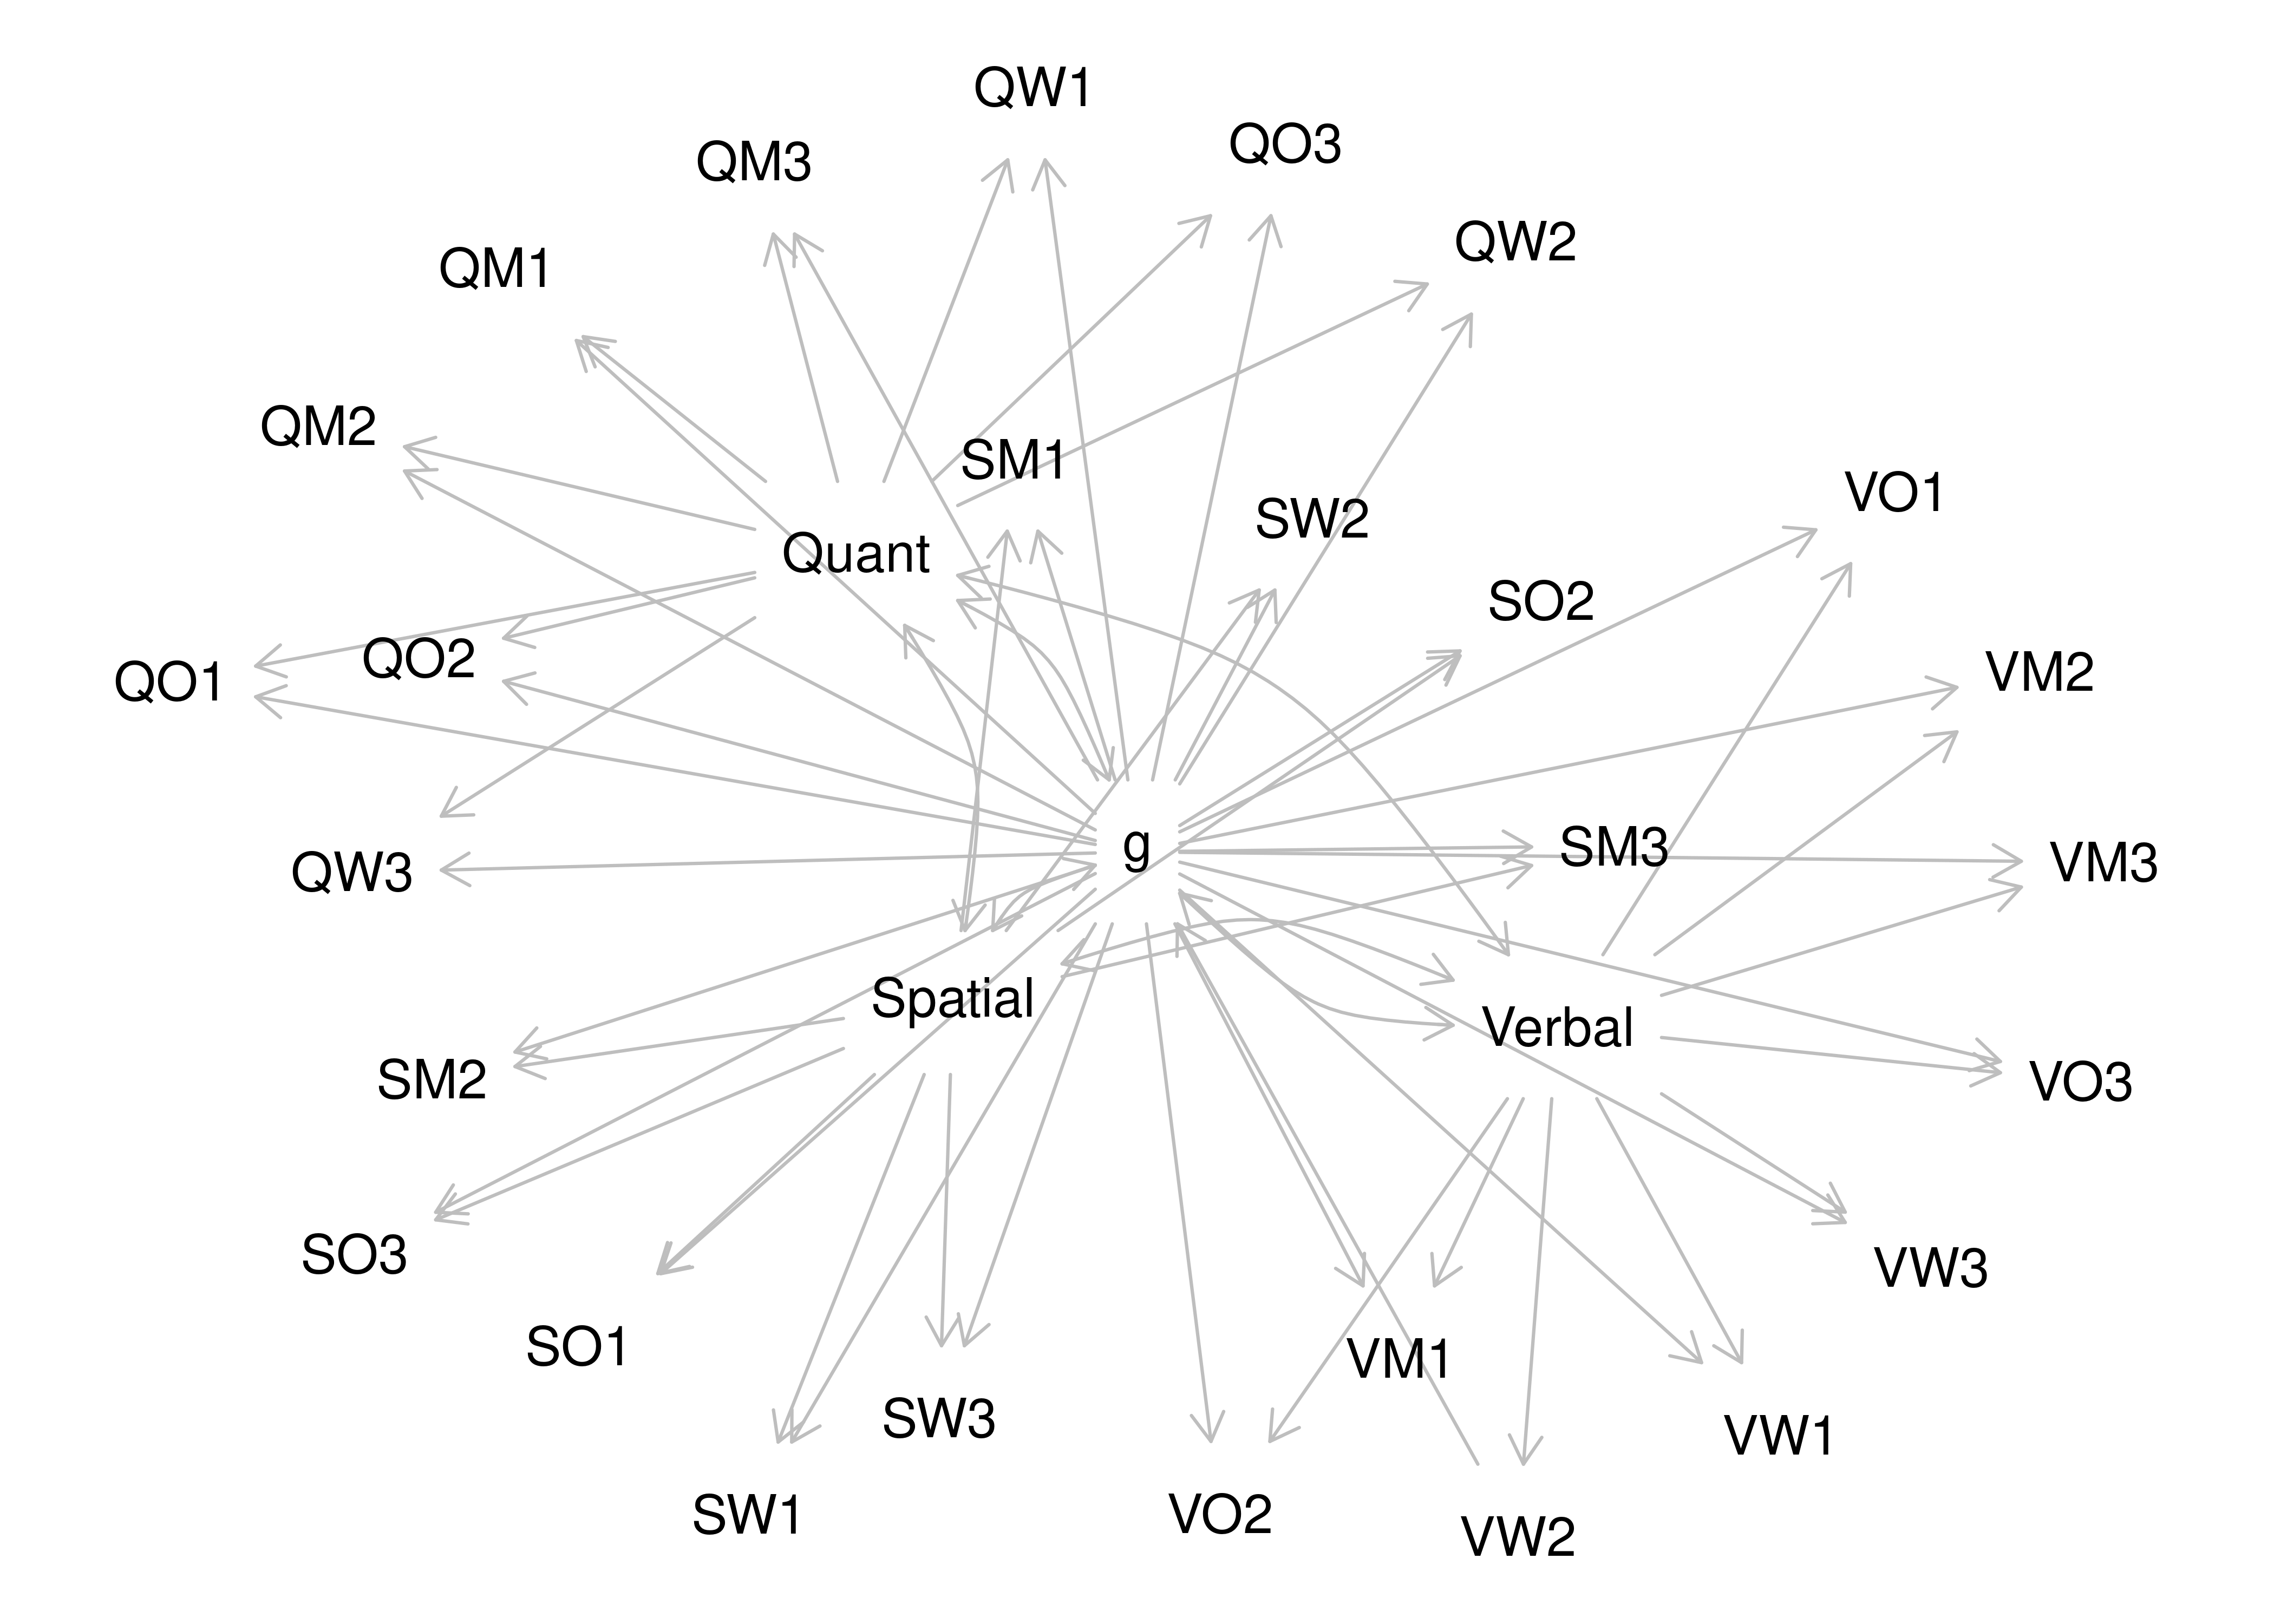 QW1
QO3
QM3
QW2
QM1
QM2
SM1
VO1
SW2
Quant
SO2
QO2
VM2
QO1
g
SM3
VM3
QW3
Spatial
Verbal
SM2
VO3
SO3
VW3
SO1
VM1
SW3
VW1
SW1
VO2
VW2